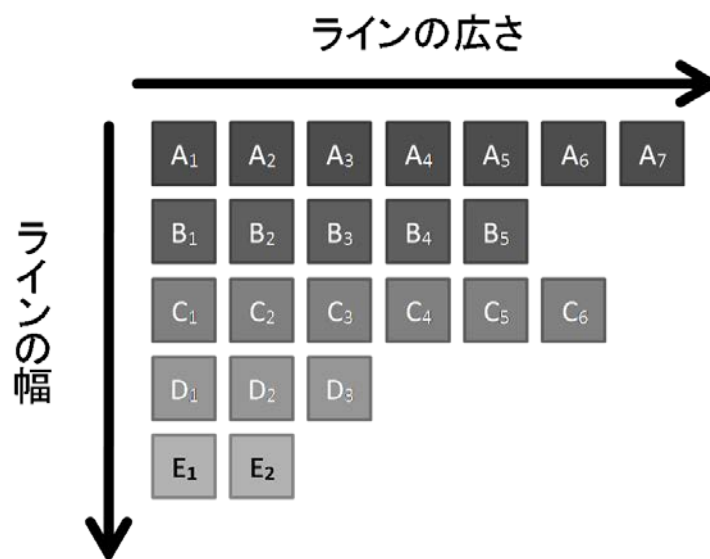 ラインの広さ
ラインの幅
A₁ A₂ A₃ A₄ A₅ A₆ A₇
B₁ B₂ B₃ B₄ B₅
C₁ C₂ C₃ C₄ C₅ C₆
D₁ D₂ D₃
E₁ E₂